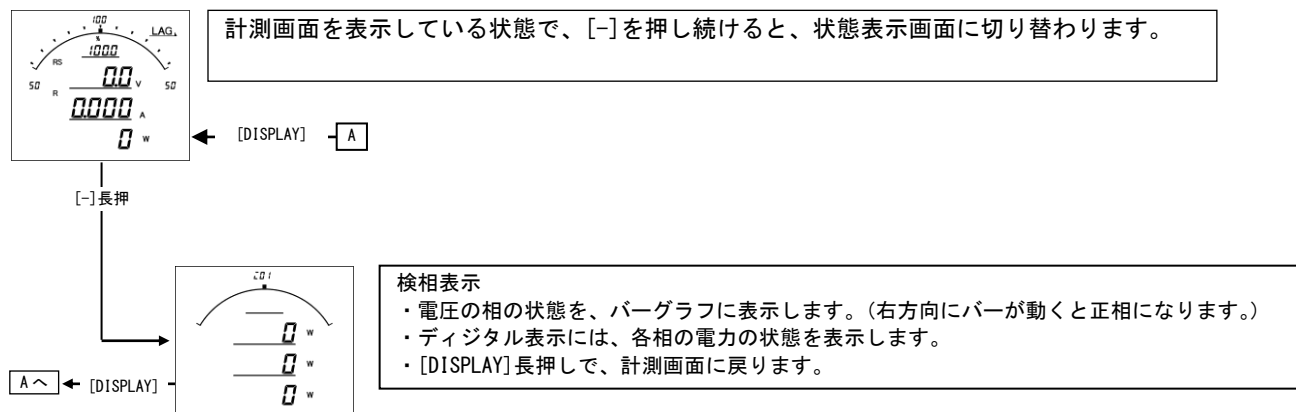 計測画面を表示している状態で、[-]を押し続けると、状態表示画面に切り替わります。
100
LAG.
%
1000
RS
0.0 V
50
50
R
0.000 A
0 W
[DISPLAY]
A
[-]長押
C01
0 W
0 W
0 W
検相表示
・電圧の相の状態を、バーグラフに表示します。(右方向にバーが動くと正相になります。)
・ディジタル表示には、各相の電力の状態を表示します。
・[DISPLAY]長押しで、計測画面に戻ります。
Aへ
[DISPLAY]